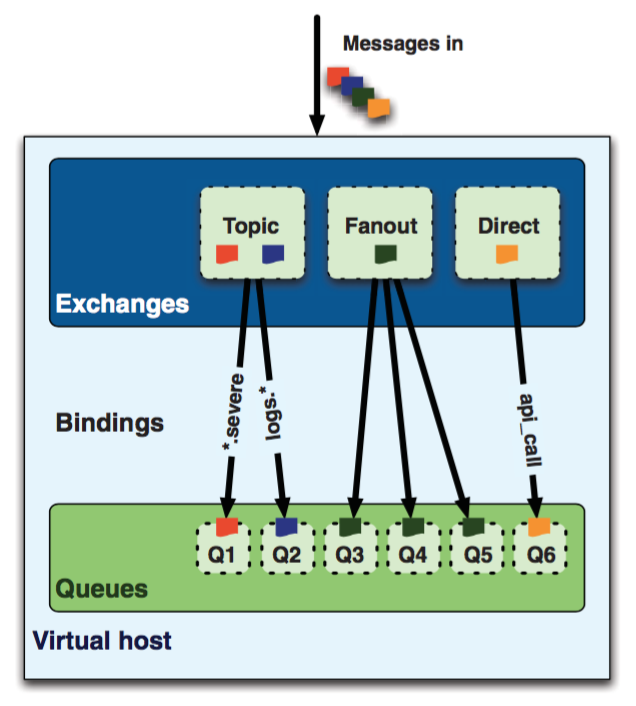 Messages in
Topic
Fanout
Direct
Exchanges
*.severe
logs.*
api_call
Bindings
Q1
Q2
Q3
Q4
Q5
Q6
Queues
Virtual host